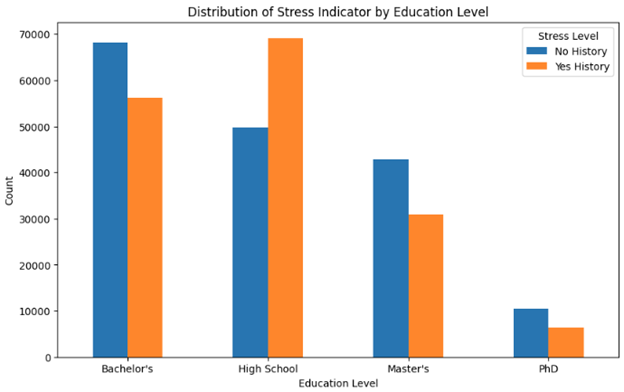 Distribution of Stress Indicator by Education Level
Stress Level
No History
Yes History
70000
60000
50000
40000
30000
20000
10000
0
Count
Bachelor's
High School
Master's
PhD
Education Level